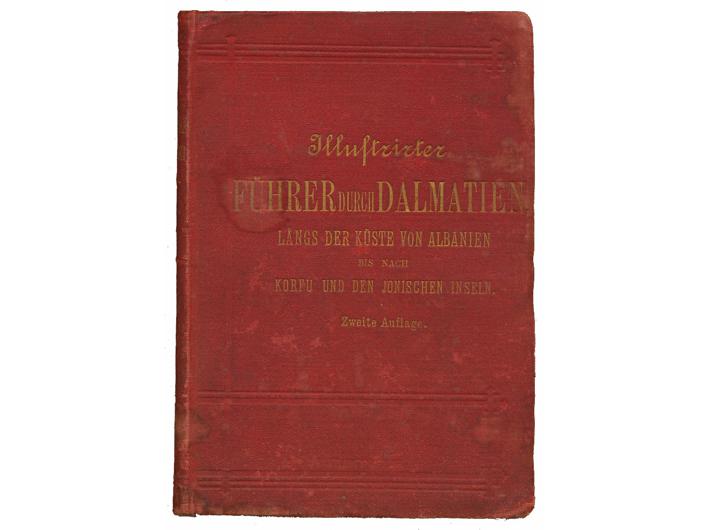 Illustrirter
FÜHRER DURCH DALMATIEN
LÄNGS DER KÜSTE VON ALBANIEN
BIS NACH
KORFU UND DEN JONISCHEN INSELN.
Zweite Auflage.